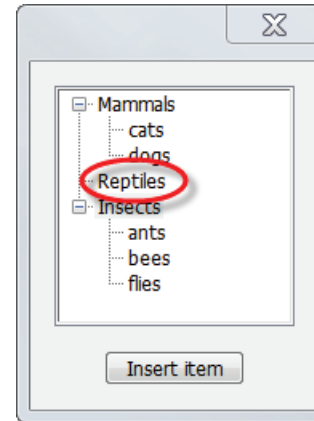 Mammals
cats
dogs
Reptiles
Insects
ants
bees
flies
Insert item